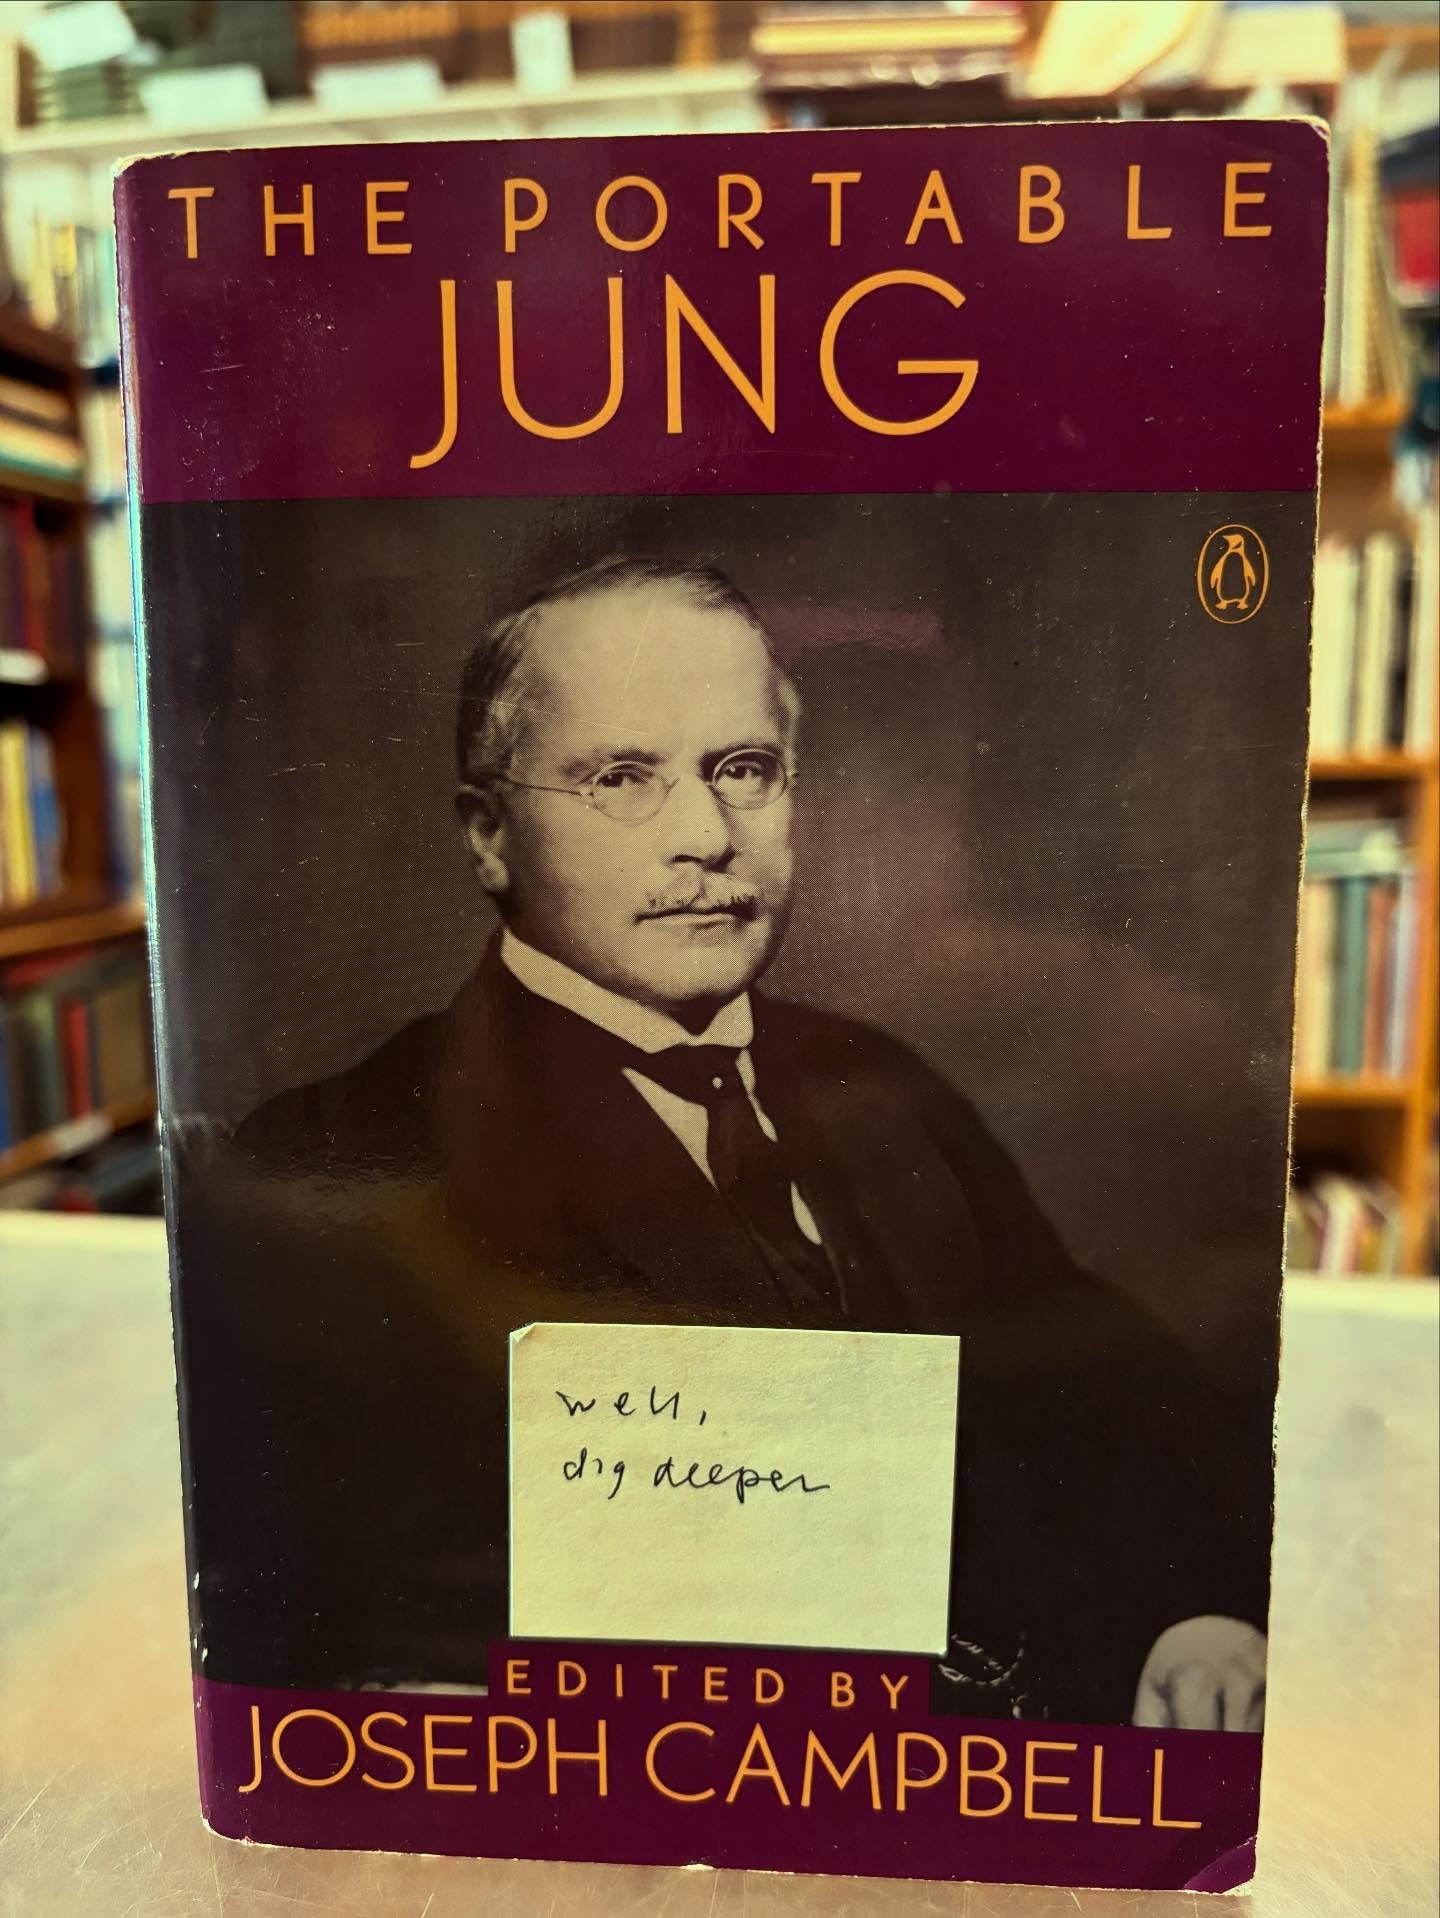 THE PORTABLE
JUNG
well,
dig deeper
EDITED BY
JOSEPH CAMPBELL